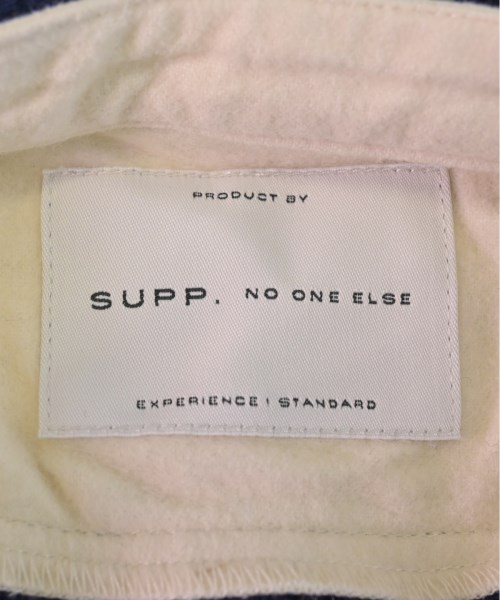 PRODUCT BY
SUPP. NO ONE ELSE
EXPERIENCE ! STANDARD